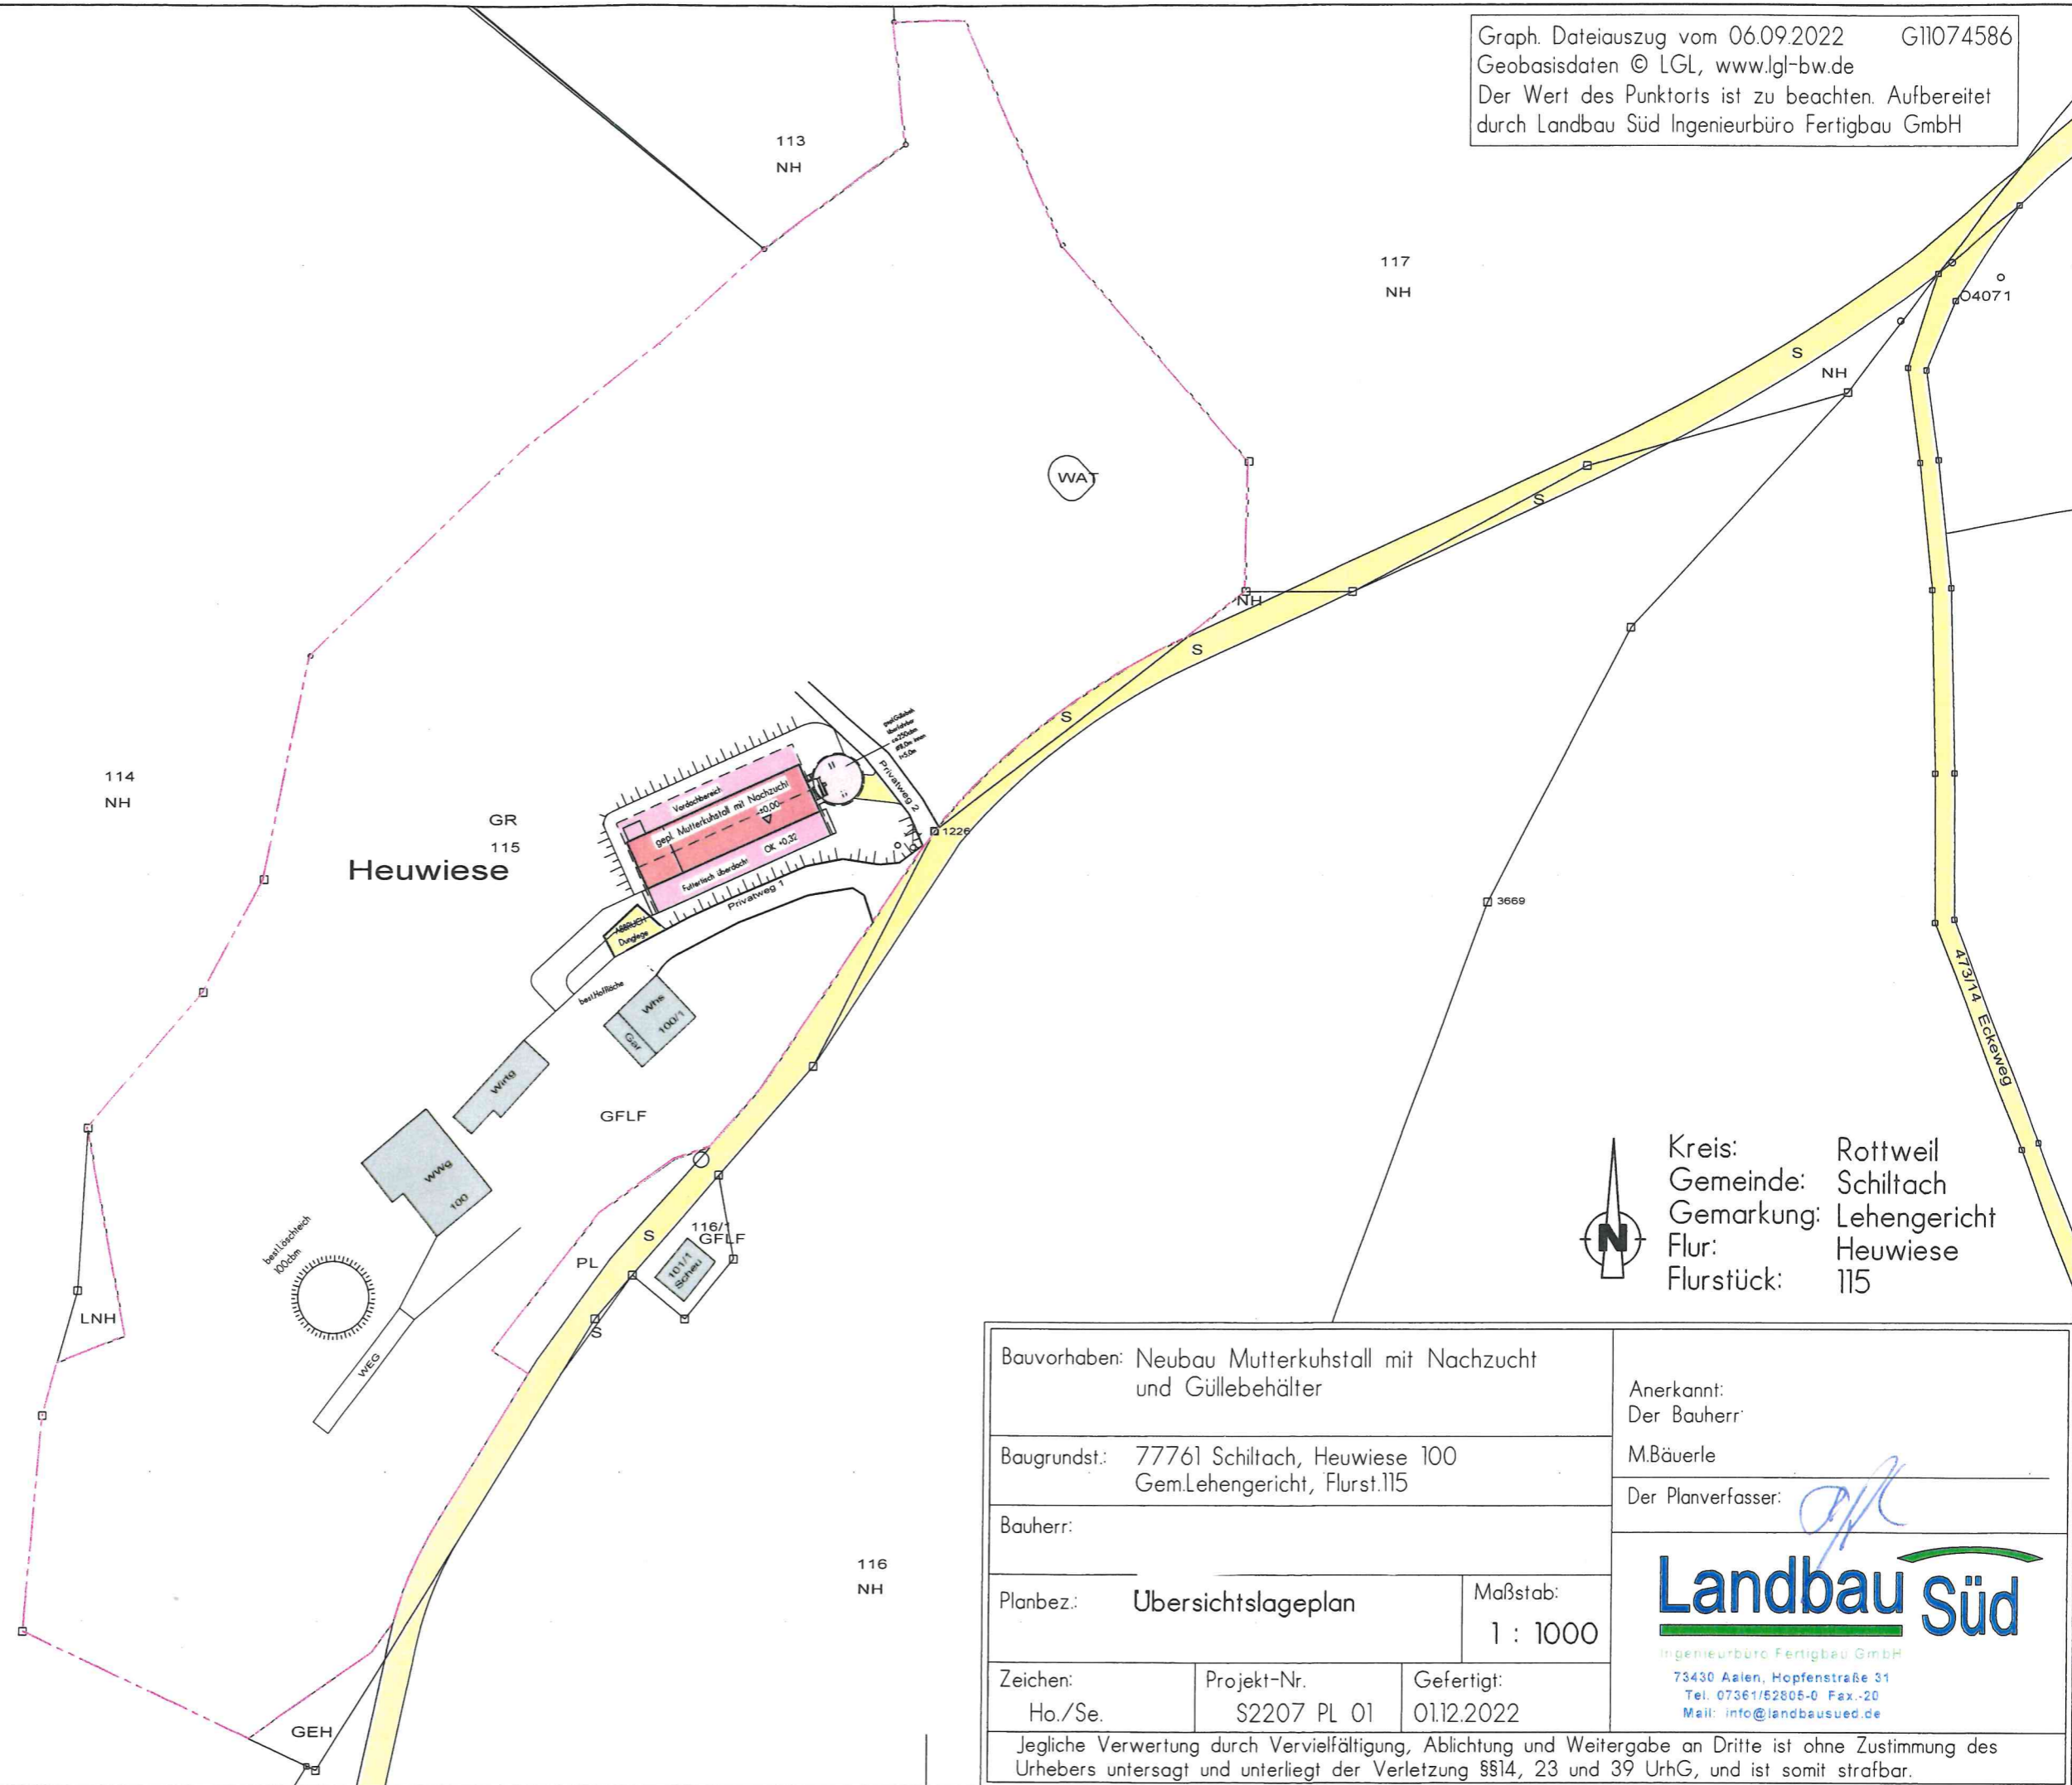 Graph. Dateiauszug vom 06.09.2022 G11074586
Geobasisdaten © LGL, www.lgl-bw.de
Der Wert des Punktorts ist zu beachten. Aufbereitet
durch Landbau Süd Ingenieurbüro Fertigbau GmbH
113
NH
117
NH
O4071
S
NH
WAT
S
NH
S
S
114
NH
GR
115
Heuwiese
Vordachbereich
gepl. Mutterkuhstall mit Nachzucht
±0,00
Futtertisch überdacht OK +0,32
Privatweg 1
Privatweg 2
1226
ABBRUCH
Dunglege
best.Hoffläche
Whs
100/1
Gar
3669
473/14 Eckeweg
Wirtg
GFLF
WWg
100
best.Löschteich
100cbm
LNH
WEG
PL
S
116/1
GFLF
101/1
Scheu
S
116
NH
GEH
N
Kreis: Rottweil
Gemeinde: Schiltach
Gemarkung: Lehengericht
Flur: Heuwiese
Flurstück: 115
Bauvorhaben: Neubau Mutterkuhstall mit Nachzucht
und Güllebehälter
Baugrundst.: 77761 Schiltach, Heuwiese 100
Gem.Lehengericht, Flurst.115
Bauherr:
Planbez.: Übersichtslageplan
Maßstab:
1 : 1000
Zeichen:
Ho./Se.
Projekt-Nr.
S2207 PL 01
Gefertigt:
01.12.2022
Anerkannt:
Der Bauherr
M.Bäuerle
Der Planverfasser:
Landbau Süd
Ingenieurbüro Fertigbau GmbH
73430 Aalen, Hopfenstraße 31
Tel. 07361/52805-0 Fax.-20
Mail: info@landbausued.de
Jegliche Verwertung durch Vervielfältigung, Ablichtung und Weitergabe an Dritte ist ohne Zustimmung des
Urhebers untersagt und unterliegt der Verletzung §§14, 23 und 39 UrhG, und ist somit strafbar.